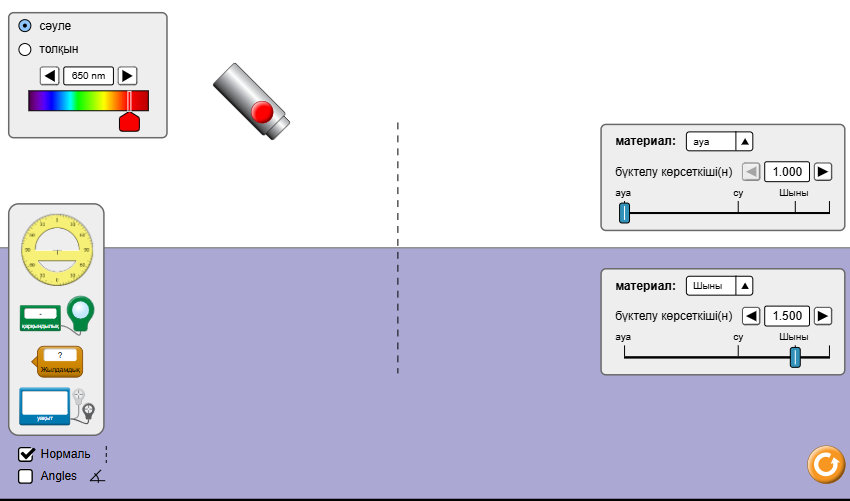 сәуле
толқын
650 nm
материал: ауа
бүктелу көрсеткіші(н) 1.000
ауа су Шыны
материал: Шыны
бүктелу көрсеткіші(н) 1.500
ауа су Шыны
-
қарқындылық
?
Жылдамдық
уақыт
Нормаль
Angles